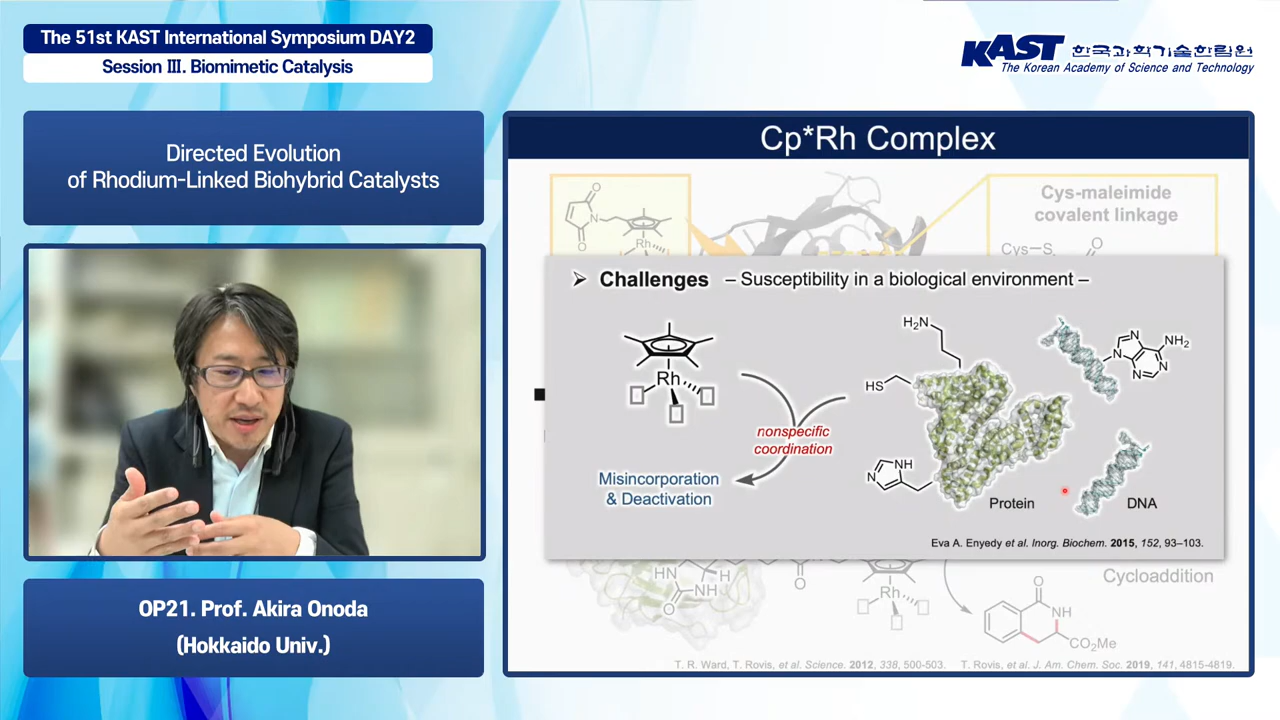 The 51st KAST International Symposium DAY2
Session Ⅲ. Biomimetic Catalysis
KAST 한국과학기술한림원
The Korean Academy of Science and Technology
Directed Evolution
of Rhodium-Linked Biohybrid Catalysts
OP21. Prof. Akira Onoda
(Hokkaido Univ.)
Cp*Rh Complex
O
N
O
Rh
Cys-maleimide
covalent linkage
Cys–S
O
➢ Challenges – Susceptibility in a biological environment –
Rh
nonspecific
coordination
Misincorporation
& Deactivation
H₂N
HS
NH
N
Protein
N
N
N
N
NH₂
DNA
Eva A. Enyedy et al. Inorg. Biochem. 2015, 152, 93–103.
HN
H
NH
O
O
Rh
Cycloaddition
O
NH
CO₂Me
T. R. Ward, T. Rovis, et al. Science. 2012, 338, 500-503.
T. Rovis, et al. J. Am. Chem. Soc. 2019, 141, 4815-4819.